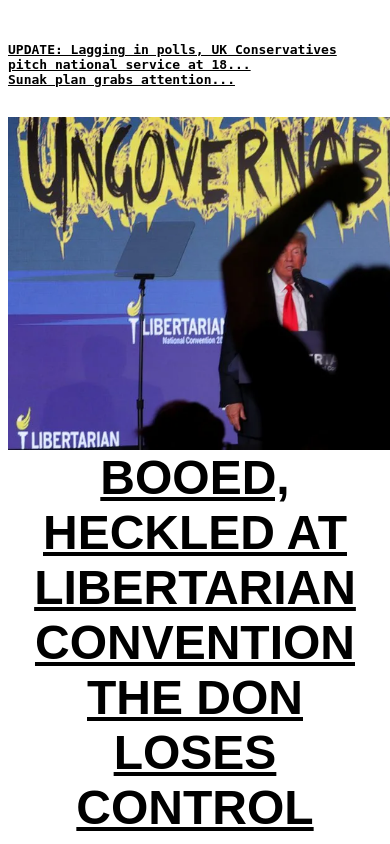 UPDATE: Lagging in polls, UK Conservatives
pitch national service at 18...
Sunak plan grabs attention...
UNGOVERNAB
LIBERTARIAN
National Convention
LIBERTARIAN
BOOED,
HECKLED AT
LIBERTARIAN
CONVENTION
THE DON
LOSES
CONTROL